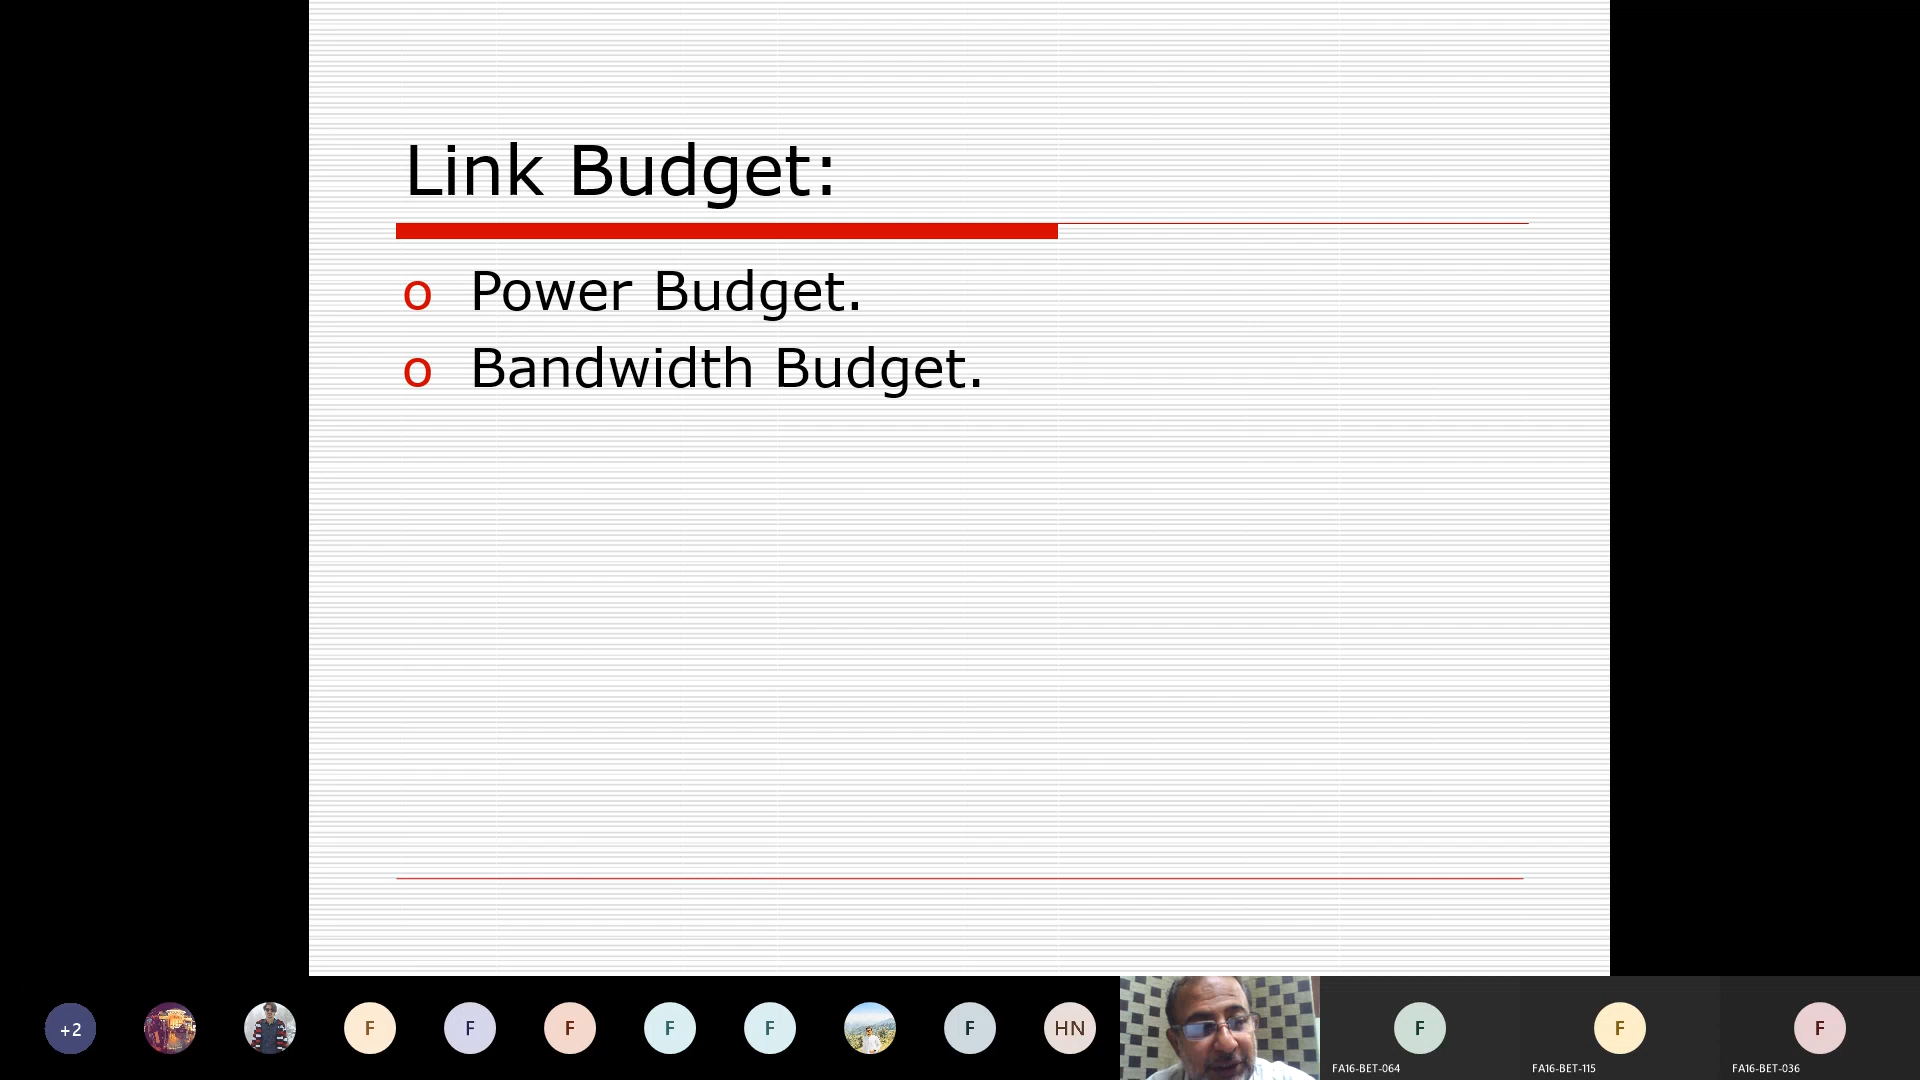 Link Budget:
o Power Budget.
o Bandwidth Budget.
+2
F
F
F
F
F
F
HN
F
FA16-BET-064
F
FA16-BET-115
F
FA16-BET-036